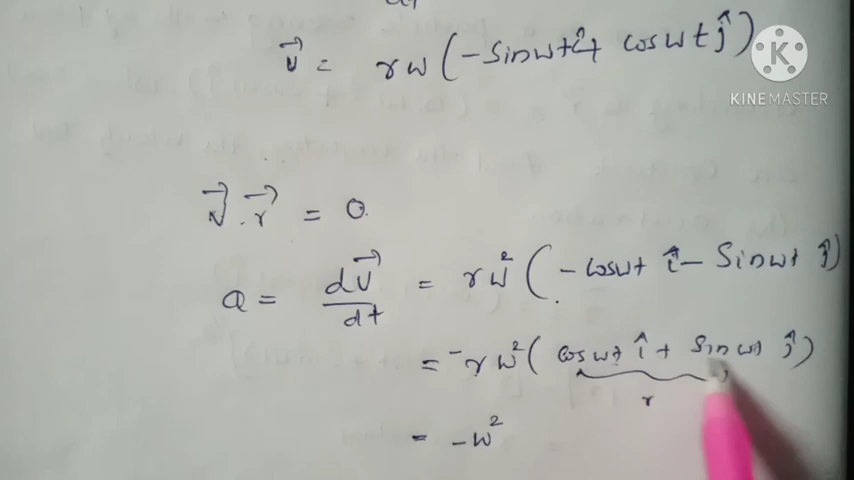 v⃗ = rω (-Sinωt î + cosωt ĵ)
KINEMASTER
v⃗ . r⃗ = 0.
a = dv⃗/dt = rω² (-cosωt î - Sinωt ĵ)
= -rω² (cosωt î + Sinωt ĵ)
r
= -ω²